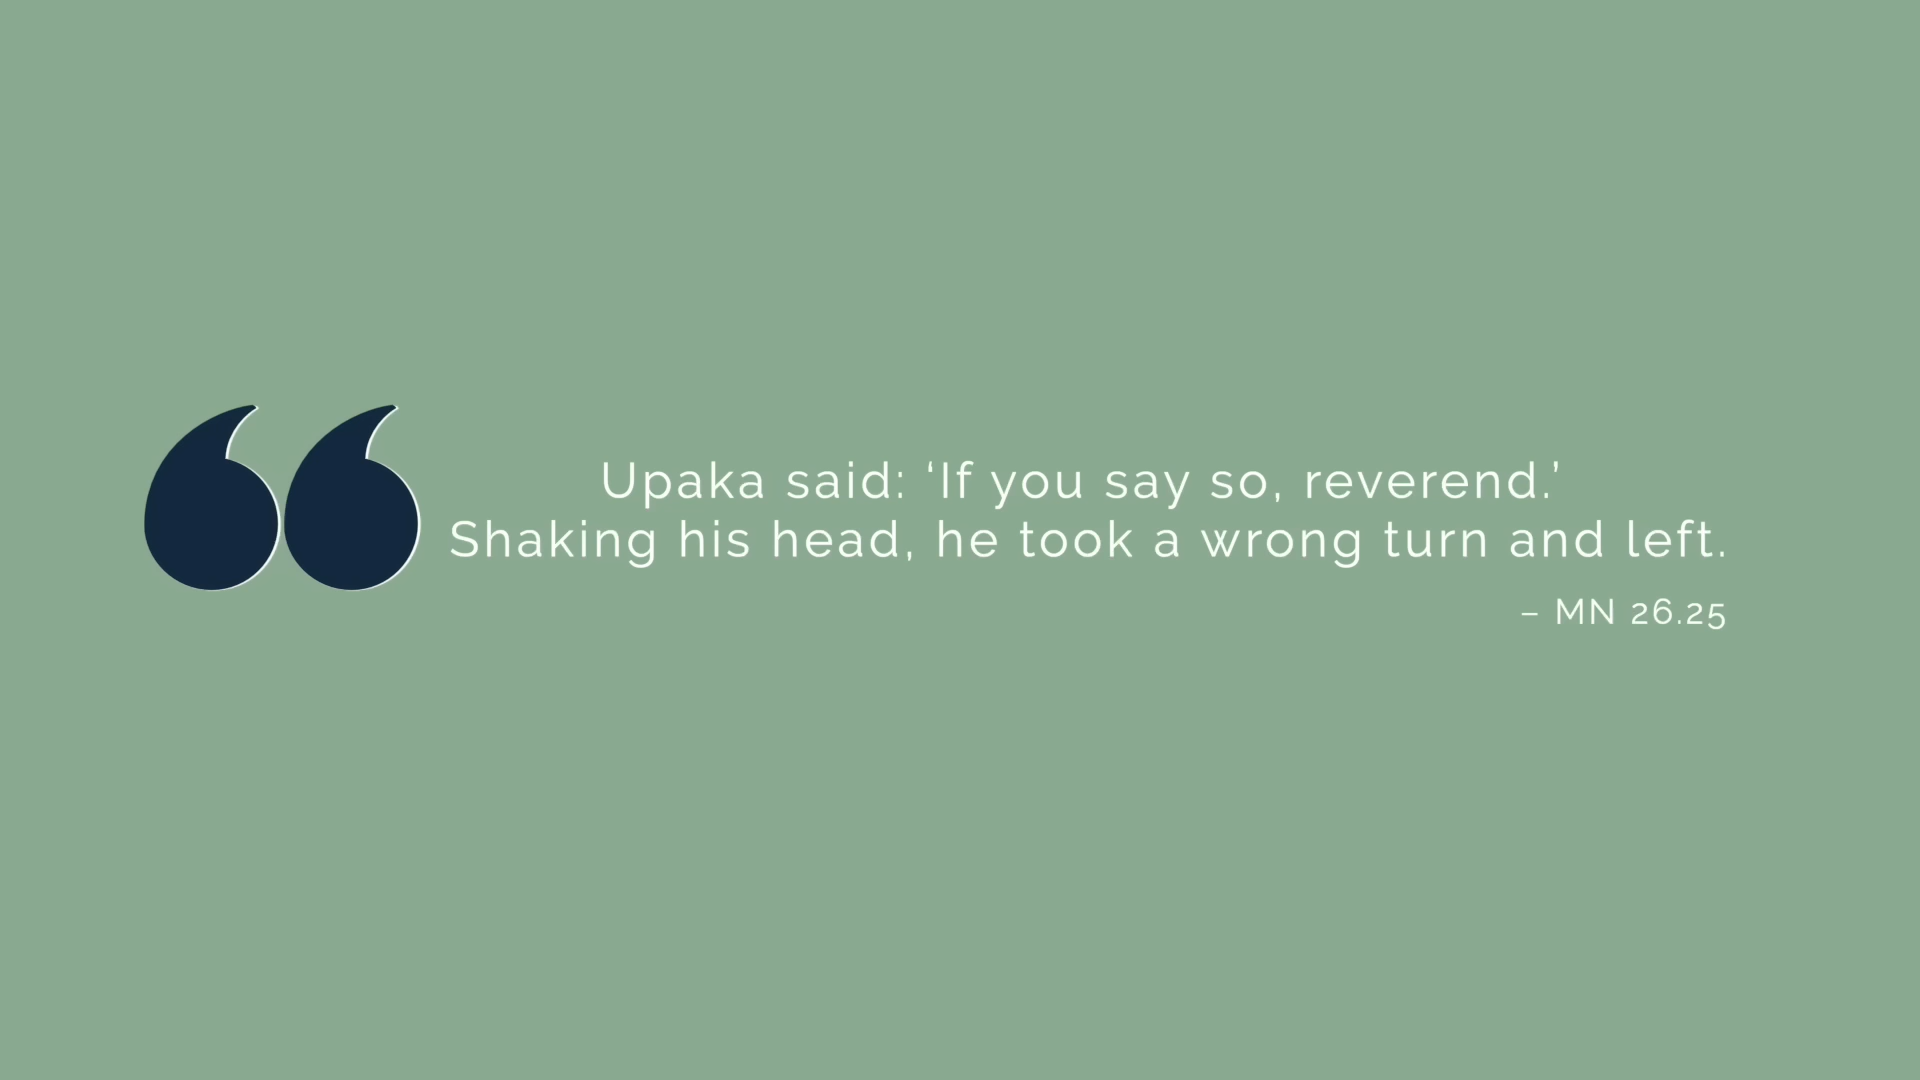 Upaka said: ‘If you say so, reverend.’
Shaking his head, he took a wrong turn and left.
– MN 26.25